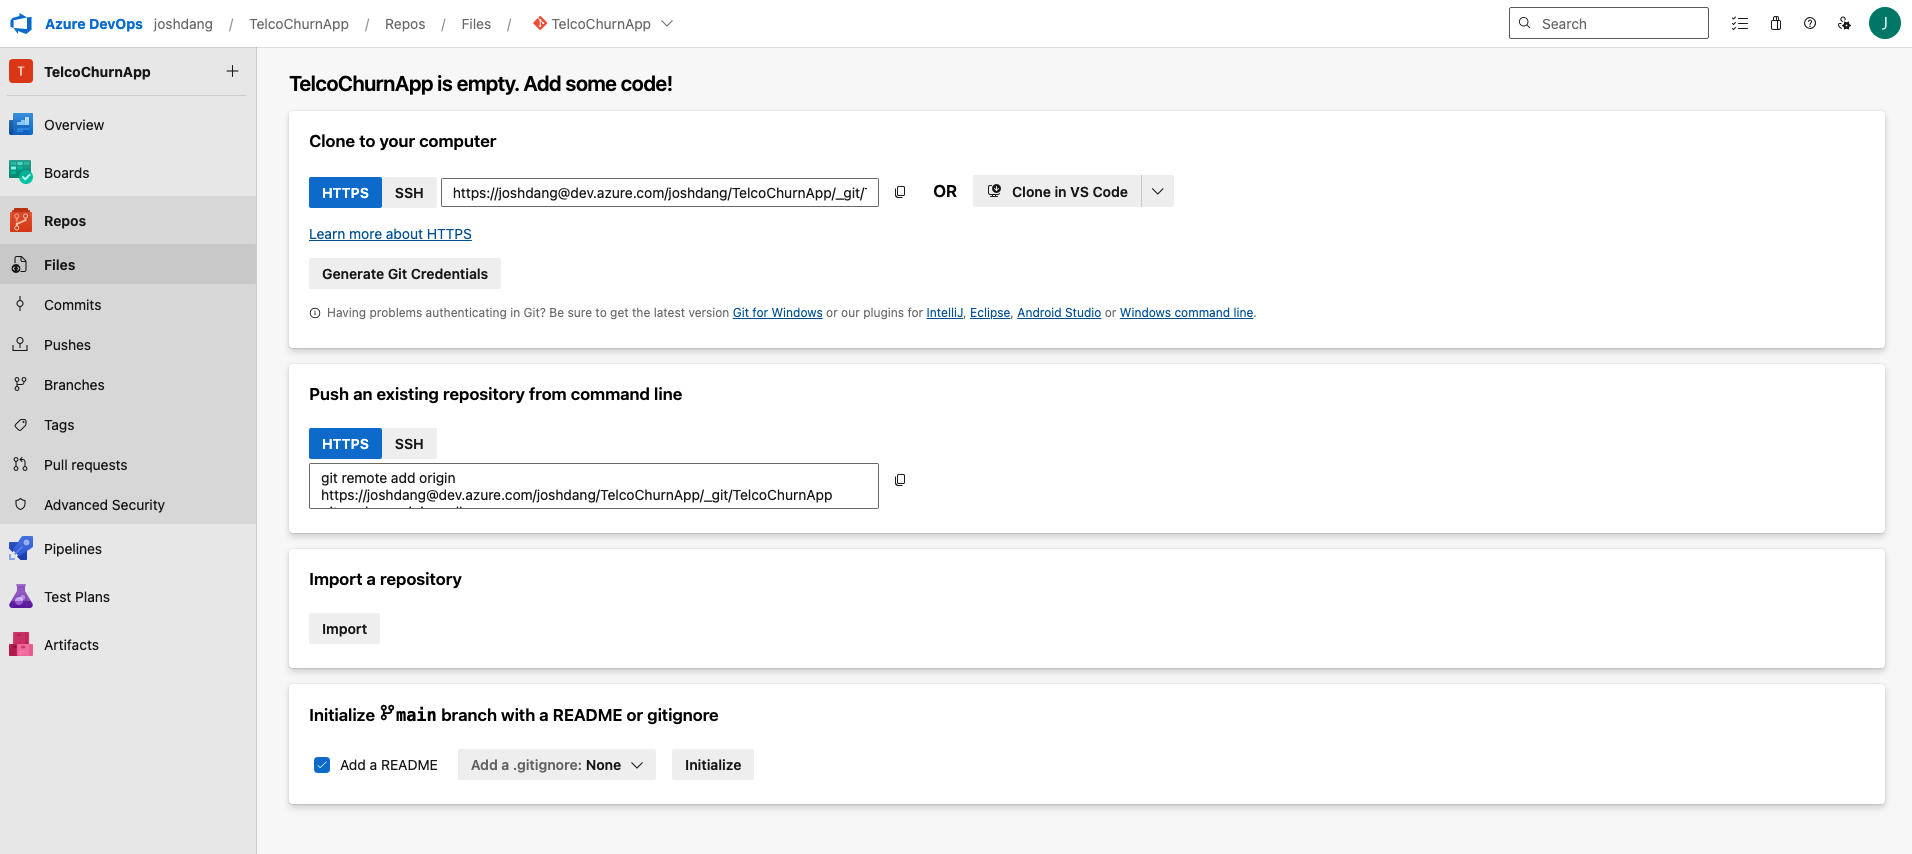 Azure DevOps joshdang / TelcoChurnApp / Repos / Files / TelcoChurnApp
Search
J
T TelcoChurnApp
Overview
Boards
Repos
Files
Commits
Pushes
Branches
Tags
Pull requests
Advanced Security
Pipelines
Test Plans
Artifacts
TelcoChurnApp is empty. Add some code!
Clone to your computer
HTTPS SSH https://joshdang@dev.azure.com/joshdang/TelcoChurnApp/_git/ OR Clone in VS Code
Learn more about HTTPS
Generate Git Credentials
Having problems authenticating in Git? Be sure to get the latest version Git for Windows or our plugins for IntelliJ, Eclipse, Android Studio or Windows command line.
Push an existing repository from command line
HTTPS SSH
git remote add origin
https://joshdang@dev.azure.com/joshdang/TelcoChurnApp/_git/TelcoChurnApp
Import a repository
Import
Initialize main branch with a README or gitignore
Add a README Add a .gitignore: None Initialize